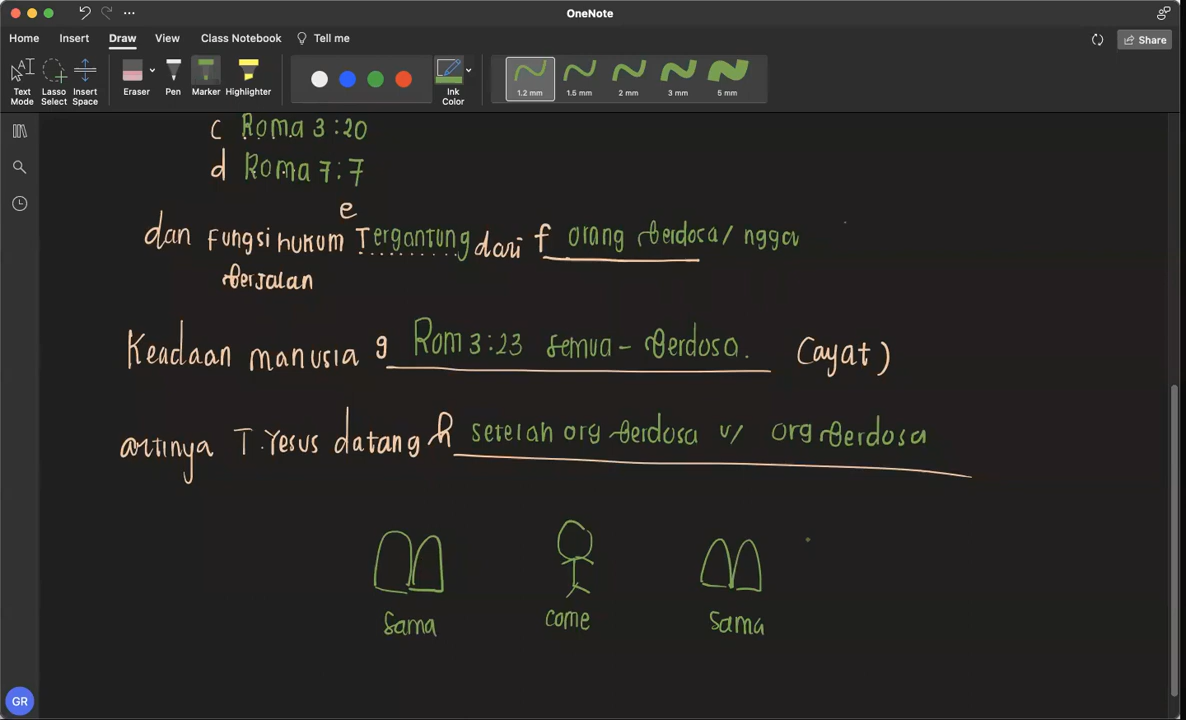 OneNote
Home Insert Draw View Class Notebook Tell me
Share
Text Mode
Lasso Select
Insert Space
Eraser
Pen
Marker
Highlighter
Ink Color
1.2 mm
1.5 mm
2 mm
3 mm
5 mm
c Roma 3:20
d Roma 7:7
e
dan Fungsi hukum Tergantung dari f orang berdosa/ nggak
berjalan
Keadaan manusia g Rom 3:23 semua - Berdosa. (ayat)
artinya T. Yesus datang h setelah org berdosa u/ org berdosa
sama come sama
GR